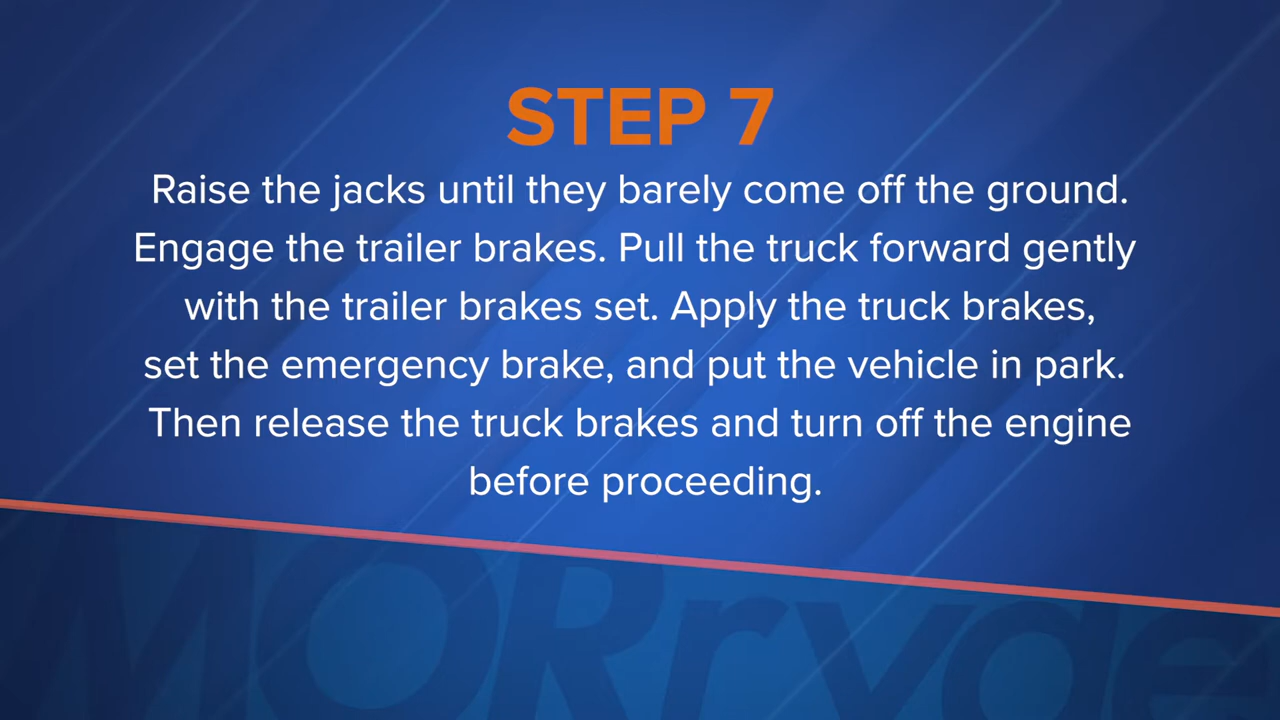 STEP 7
Raise the jacks until they barely come off the ground.
Engage the trailer brakes. Pull the truck forward gently
with the trailer brakes set. Apply the truck brakes,
set the emergency brake, and put the vehicle in park.
Then release the truck brakes and turn off the engine
before proceeding.
MORryde